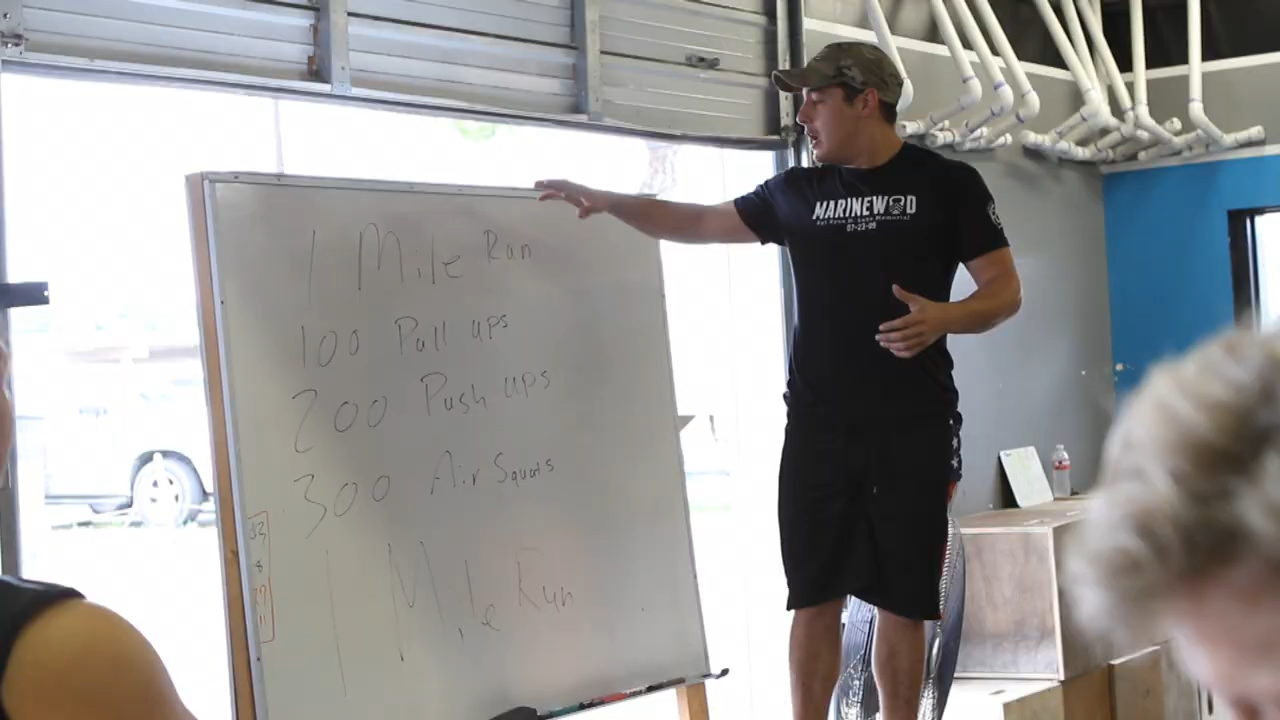 1 Mile Run
100 Pull ups
200 Push ups
300 Air Squats
1 Mile Run
MARINEWOD
07-23-05